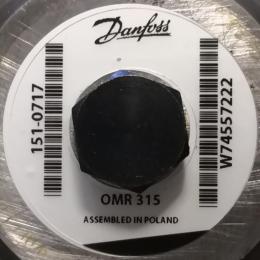 Danfoss
151-0717
W74557222
OMR 315
ASSEMBLED IN POLAND